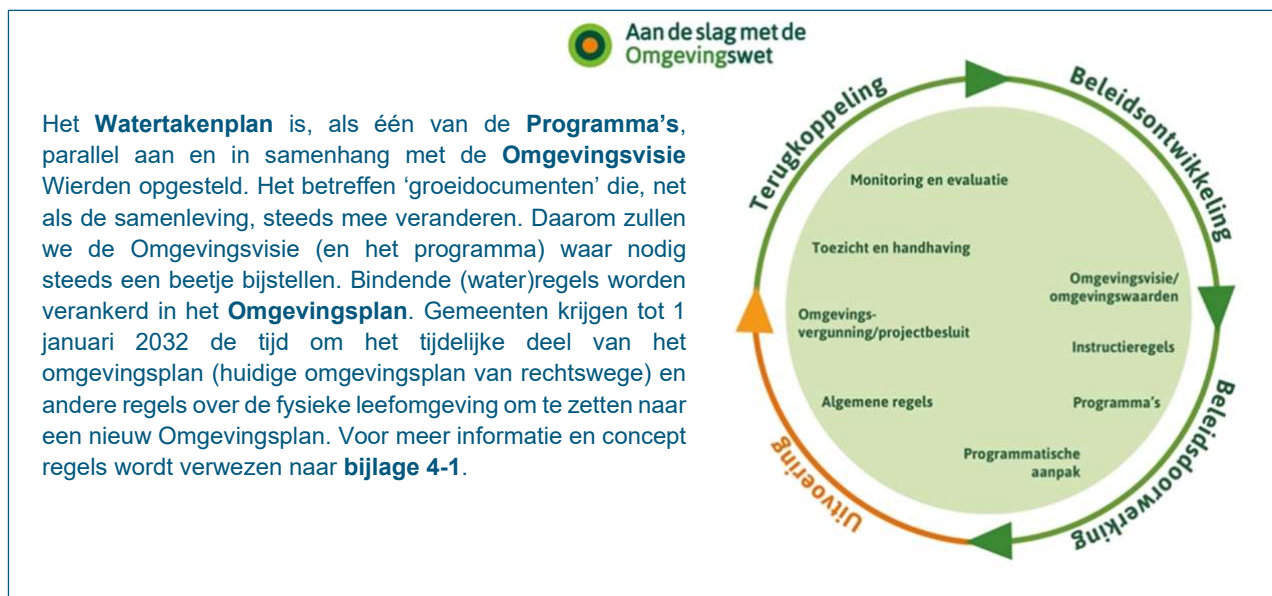 Aan de slag met de
Omgevingswet
Het Watertakenplan is, als één van de Programma’s,
parallel aan en in samenhang met de Omgevingsvisie
Wierden opgesteld. Het betreffen ‘groeidocumenten’ die, net
als de samenleving, steeds mee veranderen. Daarom zullen
we de Omgevingsvisie (en het programma) waar nodig
steeds een beetje bijstellen. Bindende (water)regels worden
verankerd in het Omgevingsplan. Gemeenten krijgen tot 1
januari 2032 de tijd om het tijdelijke deel van het
omgevingsplan (huidige omgevingsplan van rechtswege) en
andere regels over de fysieke leefomgeving om te zetten naar
een nieuw Omgevingsplan. Voor meer informatie en concept
regels wordt verwezen naar bijlage 4-1.
Terugkoppeling
Beleidsontwikkeling
Beleidsdoorwerking
Uitvoering
Monitoring en evaluatie
Toezicht en handhaving
Omgevings-
vergunning/projectbesluit
Algemene regels
Omgevingsvisie/
omgevingswaarden
Instructieregels
Programma’s
Programmatische
aanpak